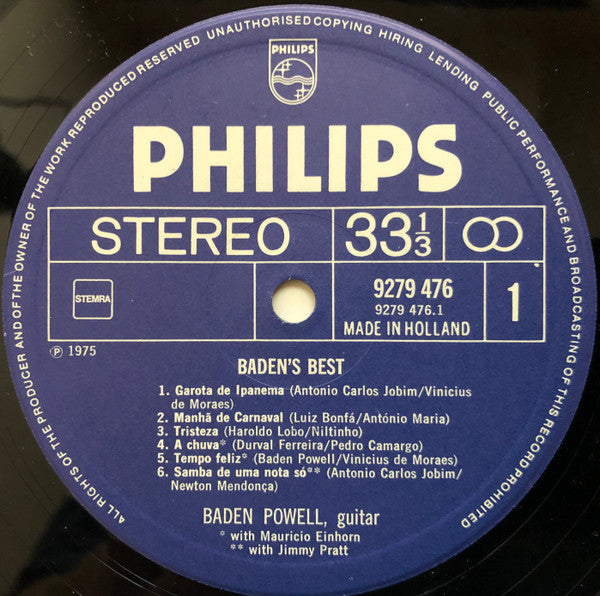 ALL RIGHTS OF THE PRODUCER AND OF THE OWNER OF THE WORK REPRODUCED RESERVED UNAUTHORISED COPYING HIRING LENDING PUBLIC PERFORMANCE AND BROADCASTING OF THIS RECORD PROHIBITED
PHILIPS
PHILIPS
STEREO
33 1/3
STEMRA
9279 476
9279 476.1
MADE IN HOLLAND
1
℗ 1975
BADEN'S BEST
1. Garota de Ipanema (Antonio Carlos Jobim/Vinicius
de Moraes)
2. Manhã de Carnaval (Luiz Bonfá/António Maria)
3. Tristeza (Haroldo Lobo/Niltinho)
4. A chuva* (Durval Ferreira/Pedro Camargo)
5. Tempo feliz* (Baden Powell/Vinicius de Moraes)
6. Samba de uma nota só** (Antonio Carlos Jobim/
Newton Mendonça)
BADEN POWELL, guitar
* with Mauricio Einhorn
** with Jimmy Pratt